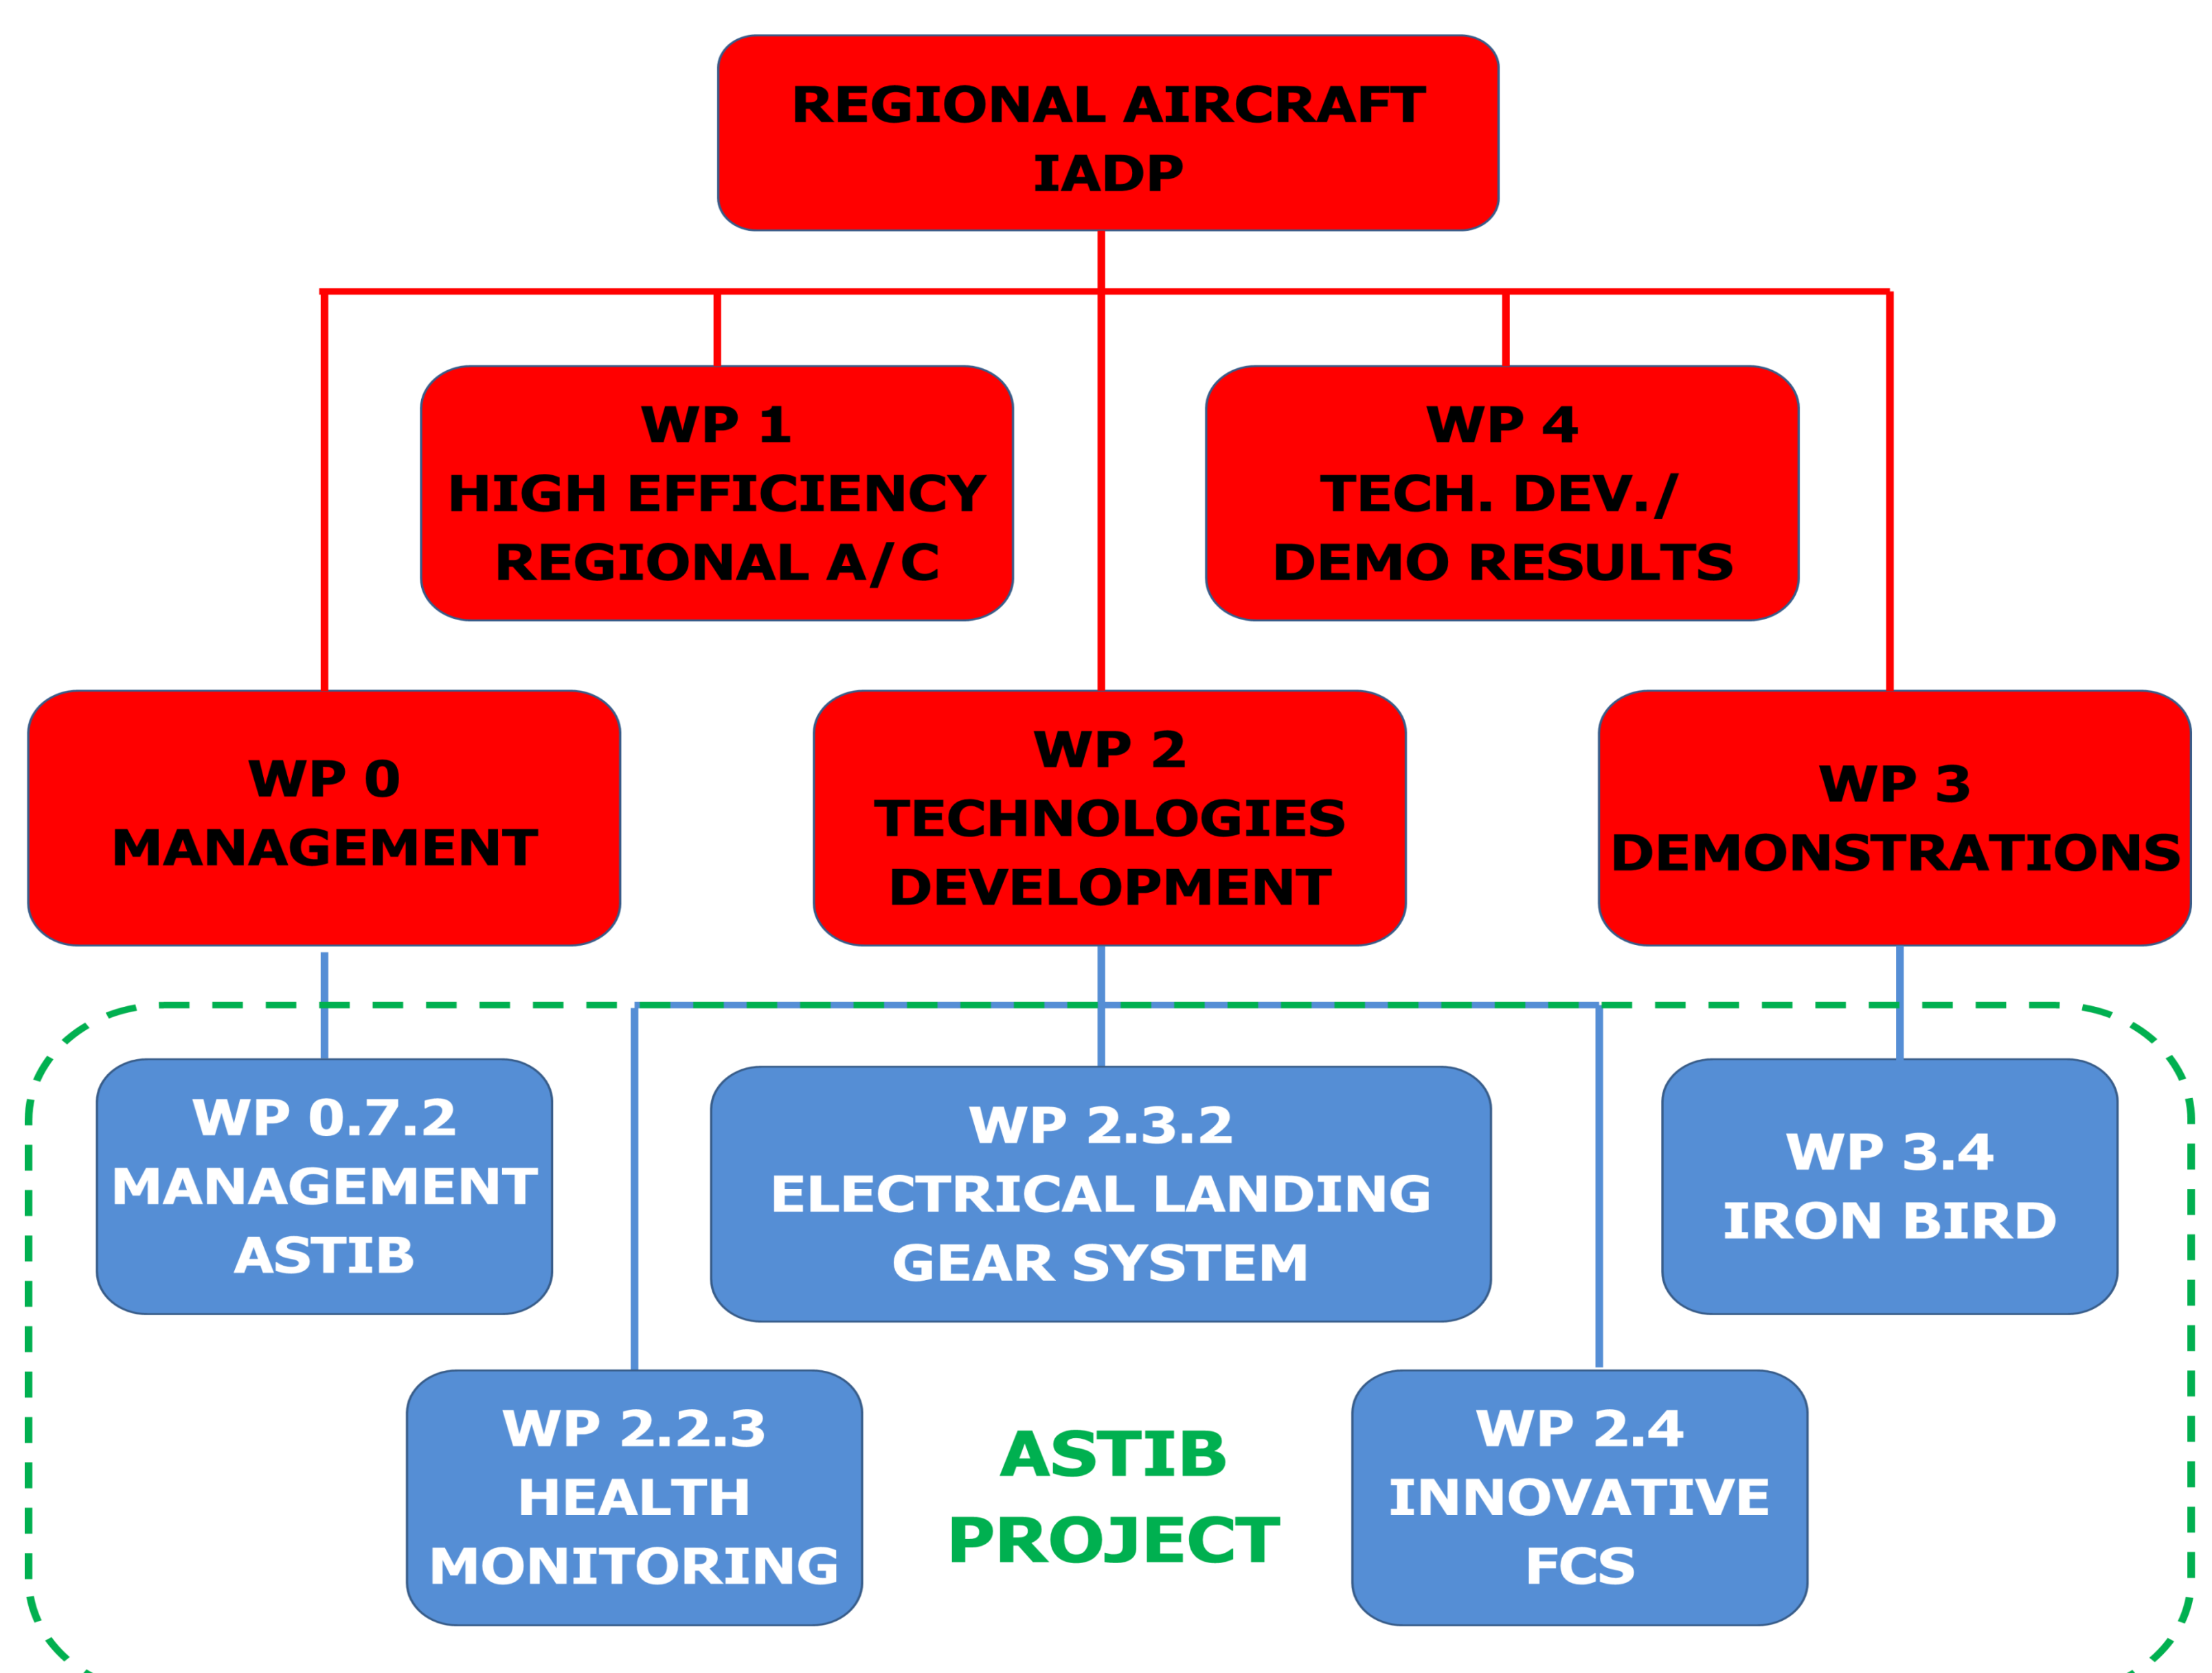 REGIONAL AIRCRAFT
IADP
WP 1
HIGH EFFICIENCY
REGIONAL A/C
WP 4
TECH. DEV./
DEMO RESULTS
WP 0
MANAGEMENT
WP 2
TECHNOLOGIES
DEVELOPMENT
WP 3
DEMONSTRATIONS
WP 0.7.2
MANAGEMENT
ASTIB
WP 2.3.2
ELECTRICAL LANDING
GEAR SYSTEM
WP 3.4
IRON BIRD
WP 2.2.3
HEALTH
MONITORING
ASTIB
PROJECT
WP 2.4
INNOVATIVE
FCS